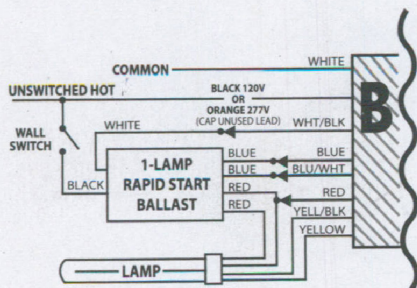 WHITE
COMMON
UNSWITCHED HOT
BLACK 120V
OR
ORANGE 277V
(CAP UNUSED LEAD)
B
WHITE
WHT/BLK
WALL
SWITCH
1-LAMP
RAPID START
BALLAST
BLUE
BLUE
BLUE
BLU/WHT
BLACK
RED
RED
RED
YELL/BLK
YELLOW
LAMP